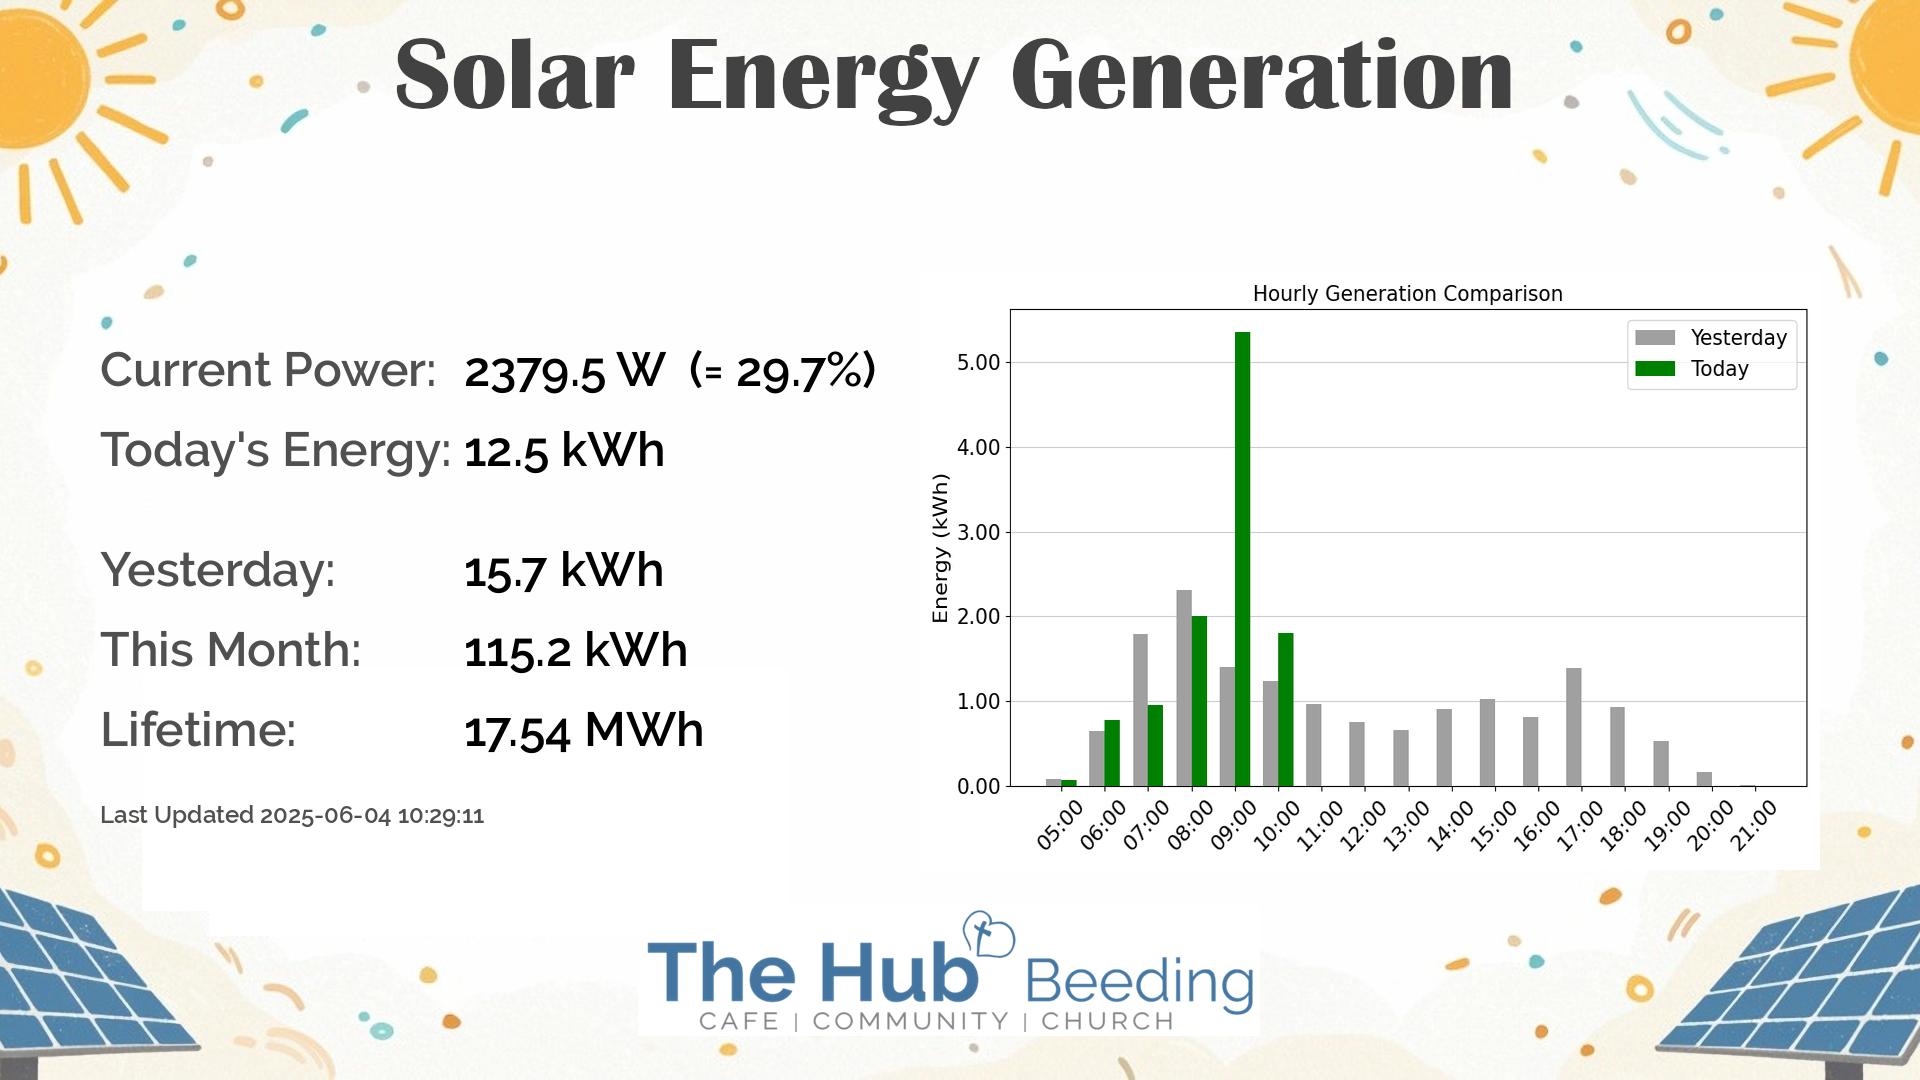 Solar Energy Generation
Current Power: 2379.5 W (= 29.7%)
Today's Energy: 12.5 kWh
Yesterday: 15.7 kWh
This Month: 115.2 kWh
Lifetime: 17.54 MWh
Last Updated 2025-06-04 10:29:11
Hourly Generation Comparison
Yesterday
Today
Energy (kWh)
5.00
4.00
3.00
2.00
1.00
0.00
05:00 06:00 07:00 08:00 09:00 10:00 11:00 12:00 13:00 14:00 15:00 16:00 17:00 18:00 19:00 20:00 21:00
The Hub Beeding
CAFE | COMMUNITY | CHURCH